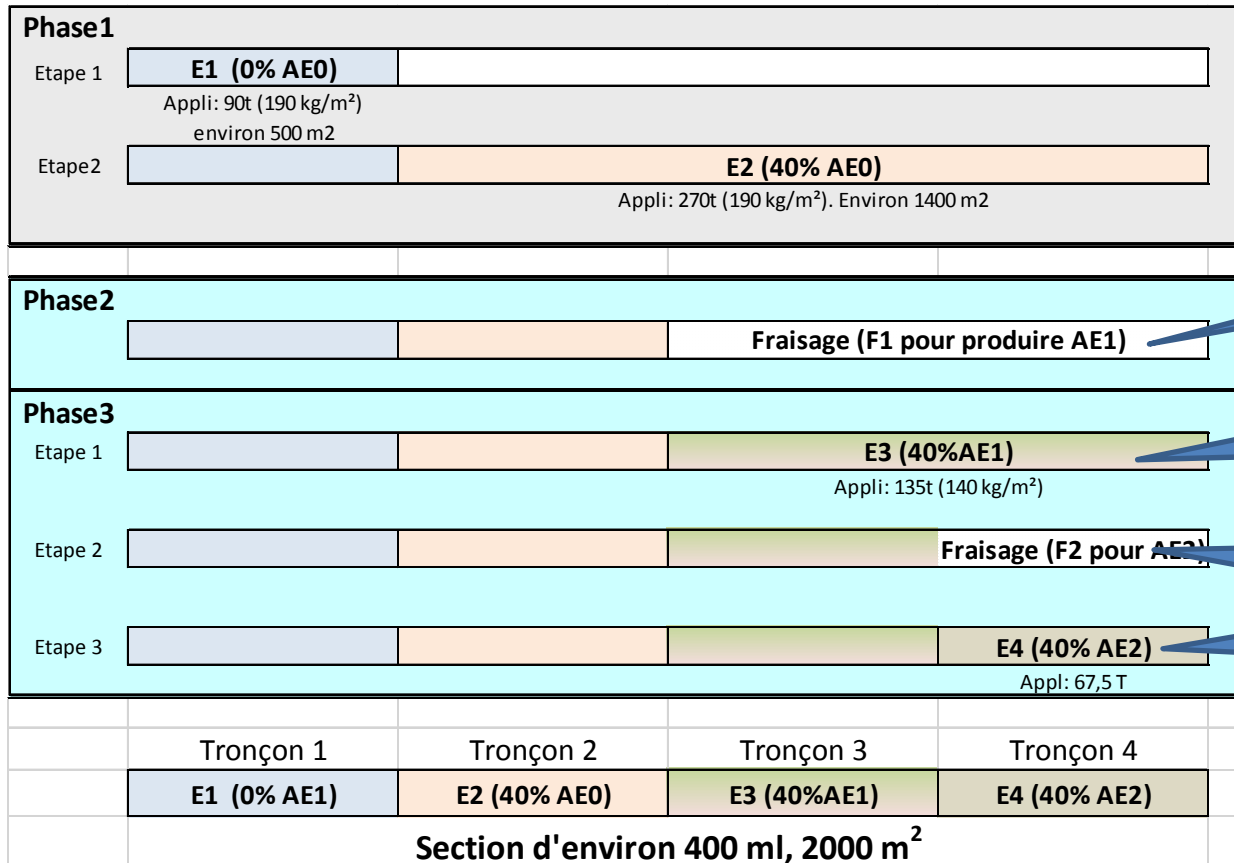 Phase1
Etape 1
E1 (0% AE0)
Appli: 90t (190 kg/m²)
environ 500 m2
Etape2
E2 (40% AE0)
Appli: 270t (190 kg/m²). Environ 1400 m2
Phase2
Fraisage (F1 pour produire AE1)
Phase3
Etape 1
E3 (40%AE1)
Appli: 135t (140 kg/m²)
Etape 2
Fraisage (F2 pour
Etape 3
E4 (40% AE2)
Appl: 67,5 T
Tronçon 1 Tronçon 2 Tronçon 3 Tronçon 4
E1 (0% AE1) E2 (40% AE0) E3 (40%AE1) E4 (40% AE2)
Section d'environ 400 ml, 2000 m²